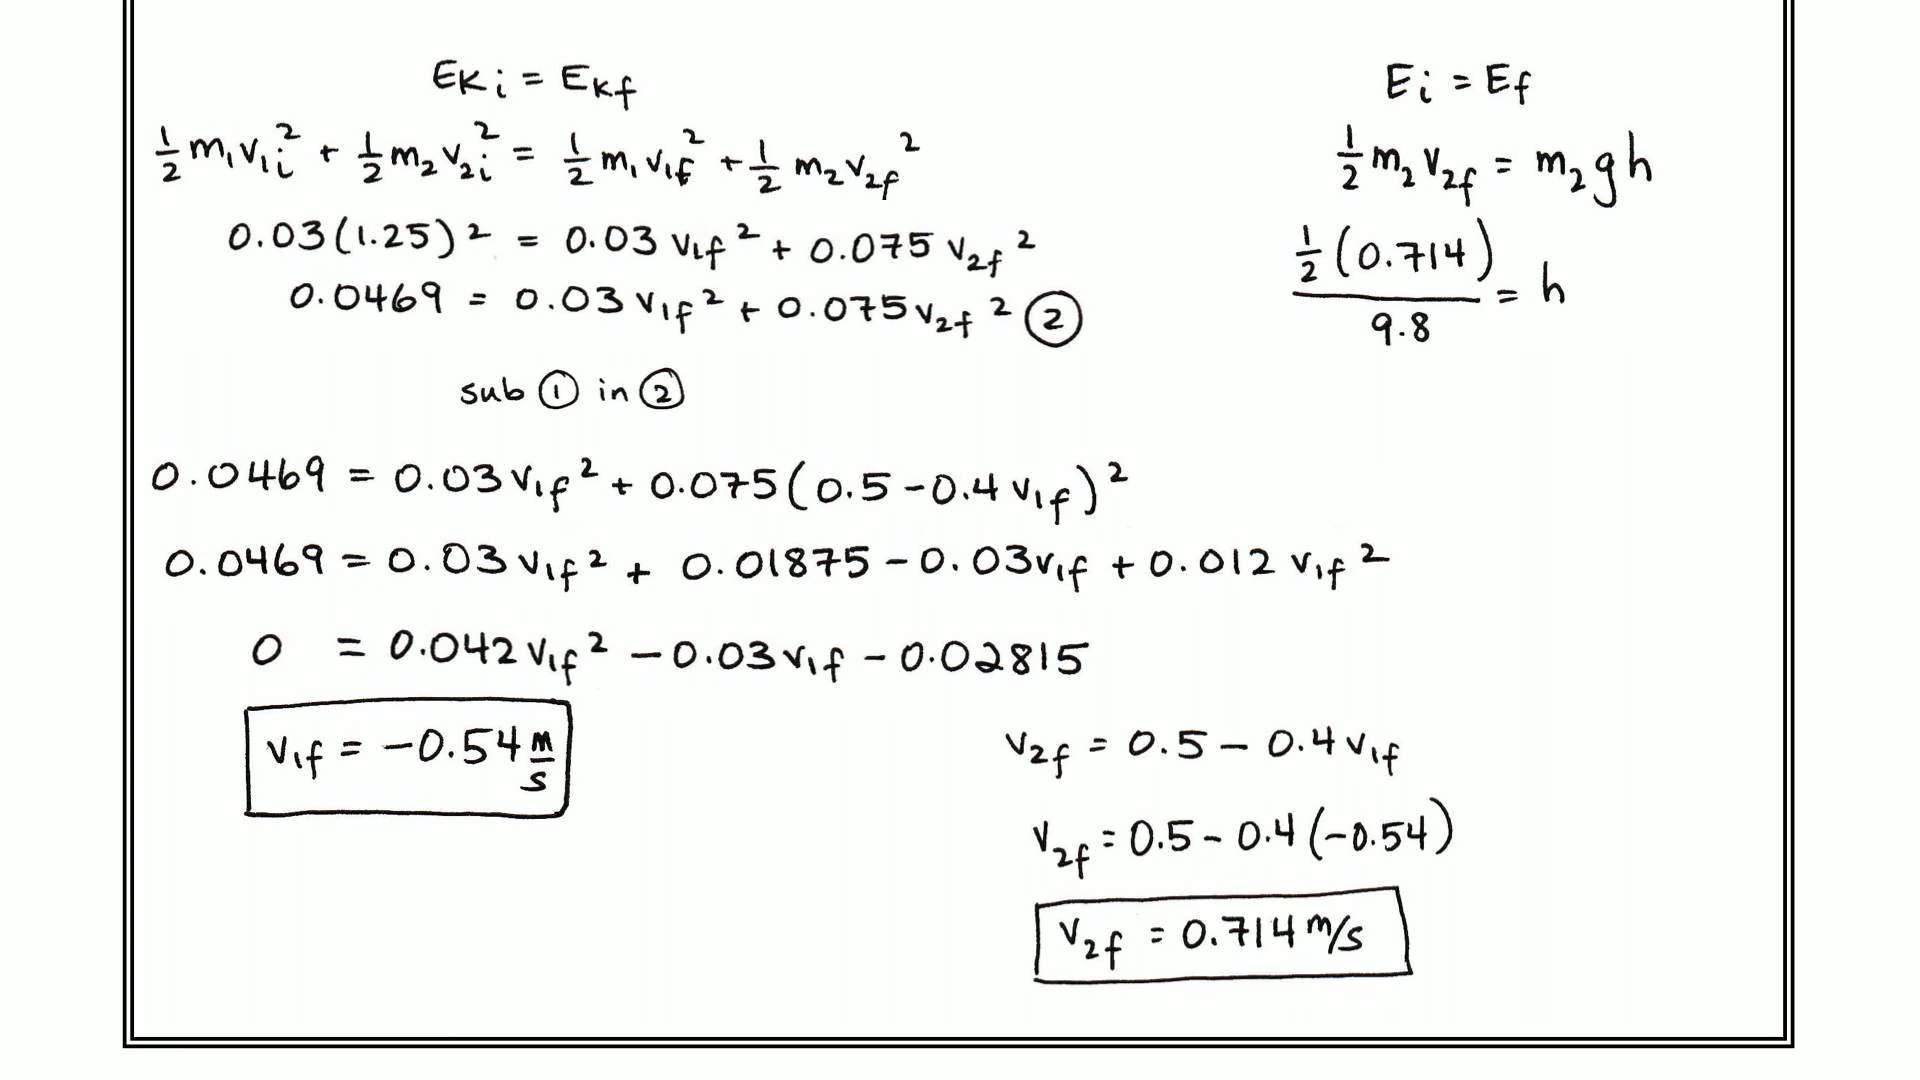 Eki = Ekf
½m₁v₁i² + ½m₂v₂i² = ½m₁v₁f² + ½m₂v₂f²
0.03(1.25)² = 0.03v₁f² + 0.075v₂f²
0.0469 = 0.03v₁f² + 0.075v₂f² ②
sub ① in ②
0.0469 = 0.03v₁f² + 0.075(0.5-0.4v₁f)²
0.0469 = 0.03v₁f² + 0.01875 - 0.03v₁f + 0.012v₁f²
0 = 0.042v₁f² - 0.03v₁f - 0.02815
v₁f = -0.54 m/s
Ei = Ef
½m₂v₂f = m₂gh
½(0.714)/9.8 = h
v₂f = 0.5 - 0.4v₁f
v₂f = 0.5 - 0.4(-0.54)
v₂f = 0.714 m/s